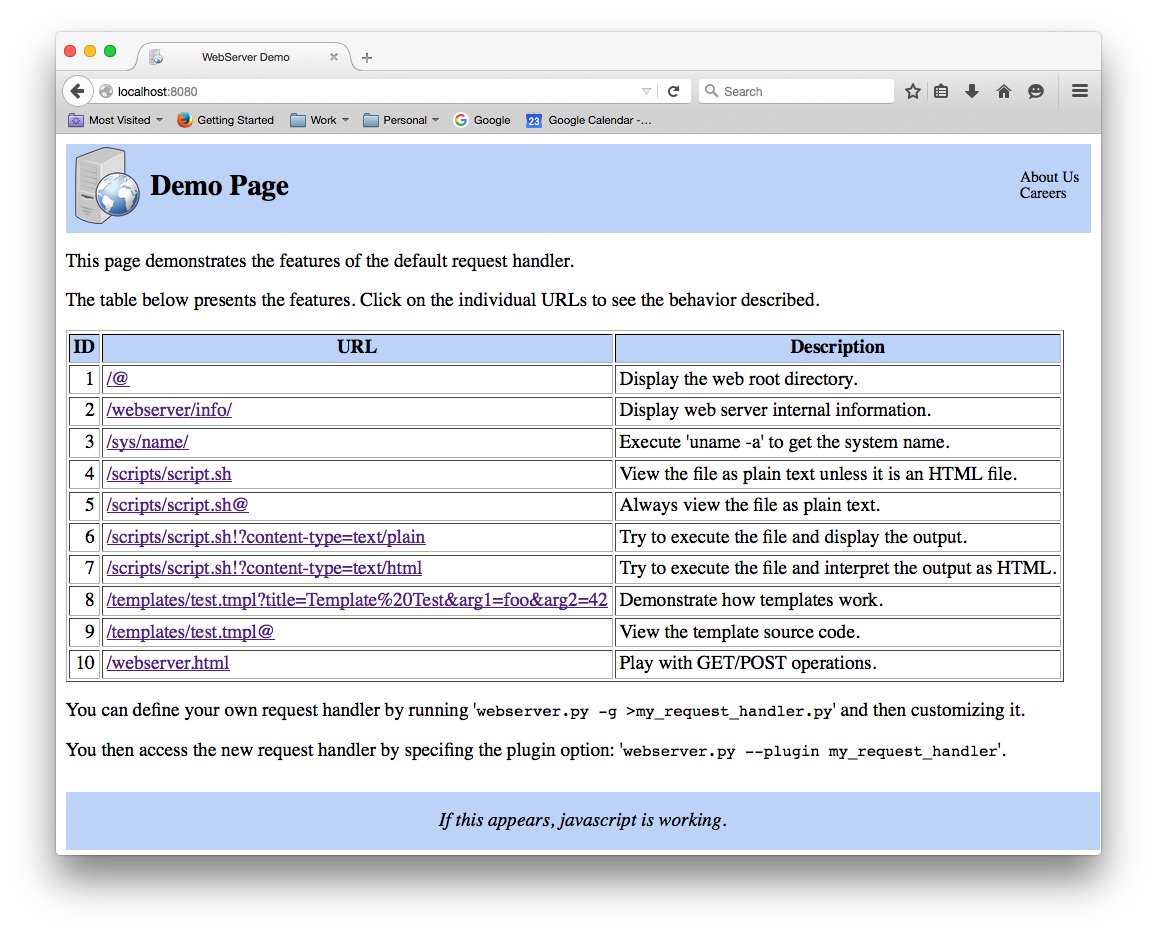 WebServer Demo
localhost:8080
Search
Most Visited
Getting Started
Work
Personal
Google
23
Google Calendar -...
Demo Page
About Us
Careers
This page demonstrates the features of the default request handler.
The table below presents the features. Click on the individual URLs to see the behavior described.
ID URL Description
1 /@ Display the web root directory.
2 /webserver/info/ Display web server internal information.
3 /sys/name/ Execute 'uname -a' to get the system name.
4 /scripts/script.sh View the file as plain text unless it is an HTML file.
5 /scripts/script.sh@ Always view the file as plain text.
6 /scripts/script.sh!?content-type=text/plain Try to execute the file and display the output.
7 /scripts/script.sh!?content-type=text/html Try to execute the file and interpret the output as HTML.
8 /templates/test.tmpl?title=Template%20Test&arg1=foo&arg2=42 Demonstrate how templates work.
9 /templates/test.tmpl@ View the template source code.
10 /webserver.html Play with GET/POST operations.
You can define your own request handler by running 'webserver.py -g >my_request_handler.py' and then customizing it.
You then access the new request handler by specifing the plugin option: 'webserver.py --plugin my_request_handler'.
If this appears, javascript is working.